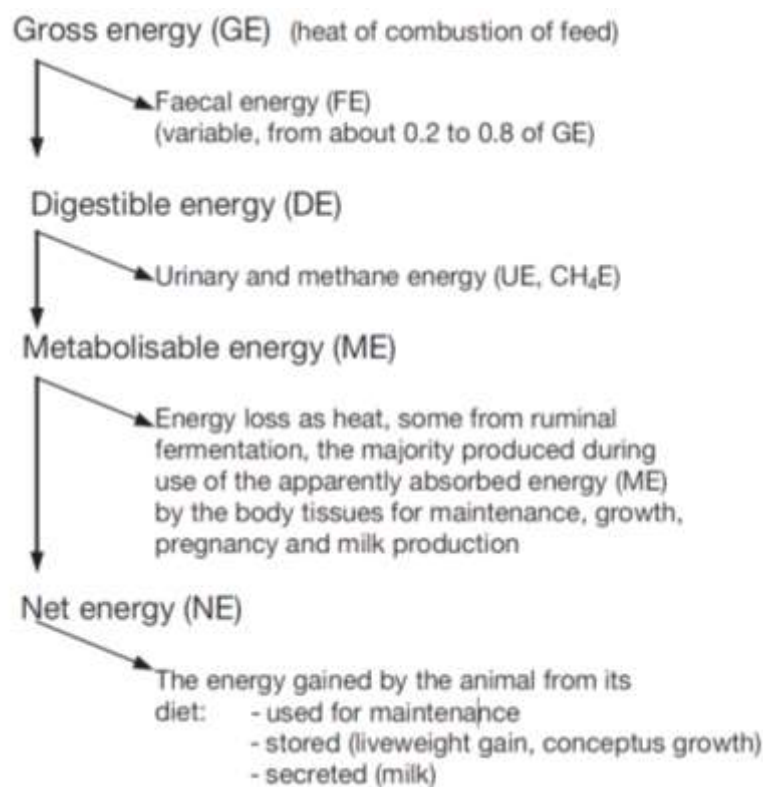 Gross energy (GE) (heat of combustion of feed)
Faecal energy (FE)
(variable, from about 0.2 to 0.8 of GE)
Digestible energy (DE)
Urinary and methane energy (UE, CH₄E)
Metabolisable energy (ME)
Energy loss as heat, some from ruminal
fermentation, the majority produced during
use of the apparently absorbed energy (ME)
by the body tissues for maintenance, growth,
pregnancy and milk production
Net energy (NE)
The energy gained by the animal from its
diet: - used for maintenance
- stored (liveweight gain, conceptus growth)
- secreted (milk)